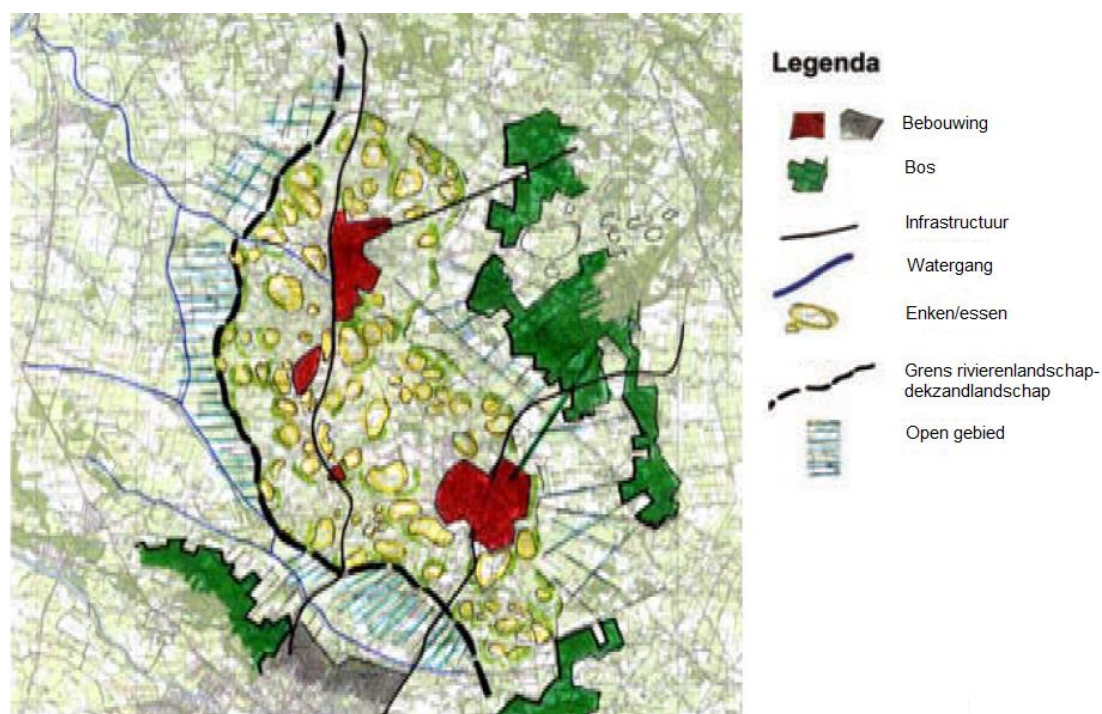 Legenda
Bebouwing
Bos
Infrastructuur
Watergang
Enken/essen
Grens rivierenlandschap-
dekzandlandschap
Open gebied